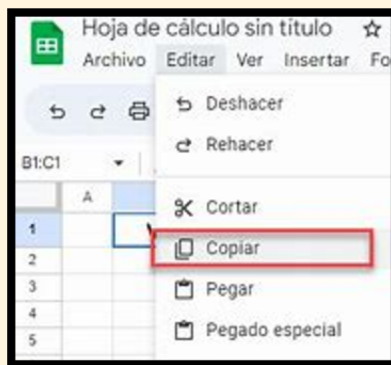 Hoja de cálculo sin título
Archivo Editar Ver Insertar Fo
Deshacer
Rehacer
B1:C1
A
Cortar
1
Copiar
2
3
Pegar
4
Pegado especial
5